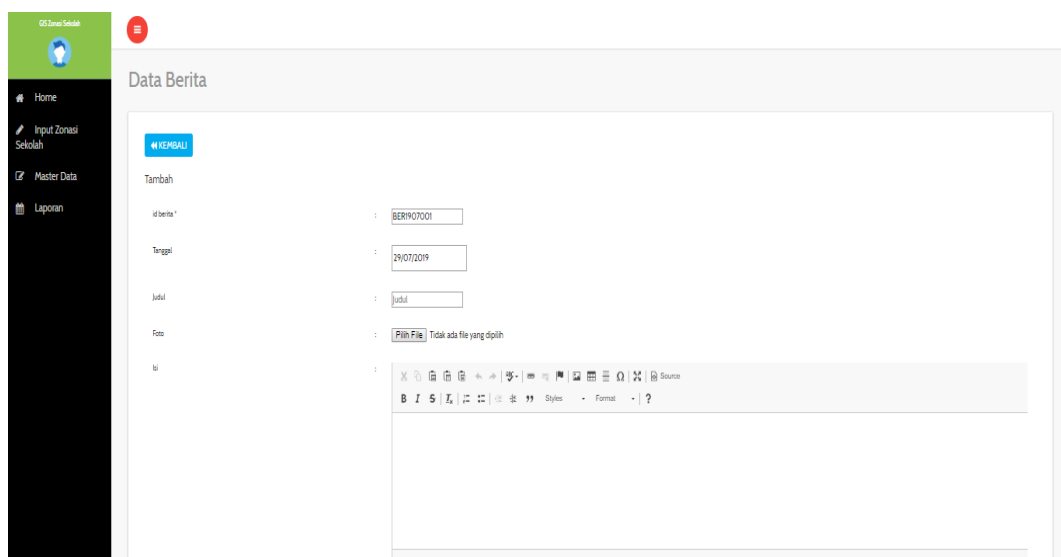 GIS Zonasi Sekolah
Data Berita
Home
Input Zonasi
Sekolah
Master Data
Laporan
KEMBALI
Tambah
id berita * : BER1907001
Tanggal : 29/07/2019
Judul : Judul
Foto : Pilih File Tidak ada file yang dipilih
Isi :
Source
B I S Ix Styles Format ?